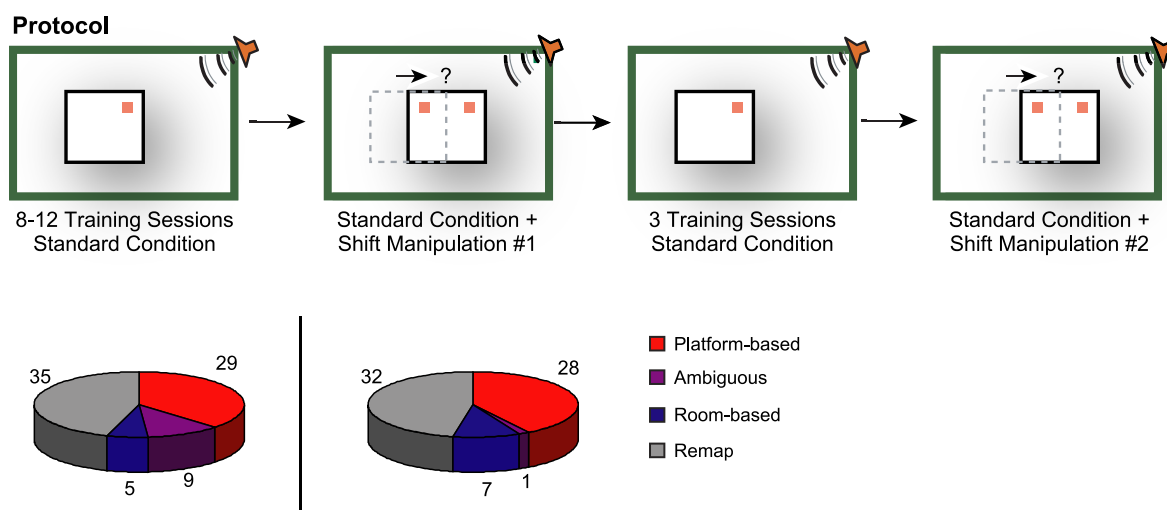 Protocol
?
?
8-12 Training Sessions
Standard Condition
Standard Condition +
Shift Manipulation #1
3 Training Sessions
Standard Condition
Standard Condition +
Shift Manipulation #2
35
29
9
5
32
28
1
7
Platform-based
Ambiguous
Room-based
Remap